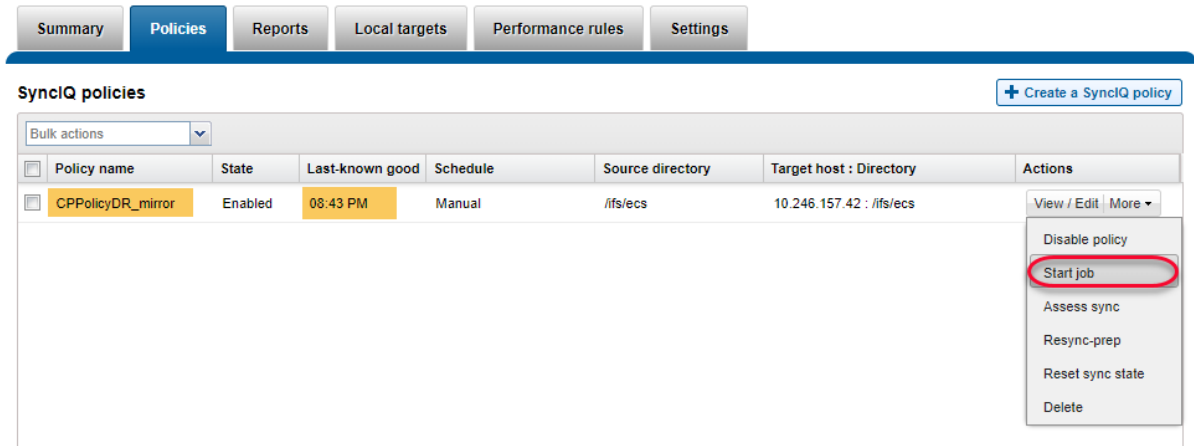 Summary Policies Reports Local targets Performance rules Settings
SyncIQ policies
+ Create a SyncIQ policy
Bulk actions
Policy name State Last-known good Schedule Source directory Target host : Directory Actions
CPPolicyDR_mirror Enabled 08:43 PM Manual /ifs/ecs 10.246.157.42 : /ifs/ecs View / Edit More
Disable policy
Start job
Assess sync
Resync-prep
Reset sync state
Delete